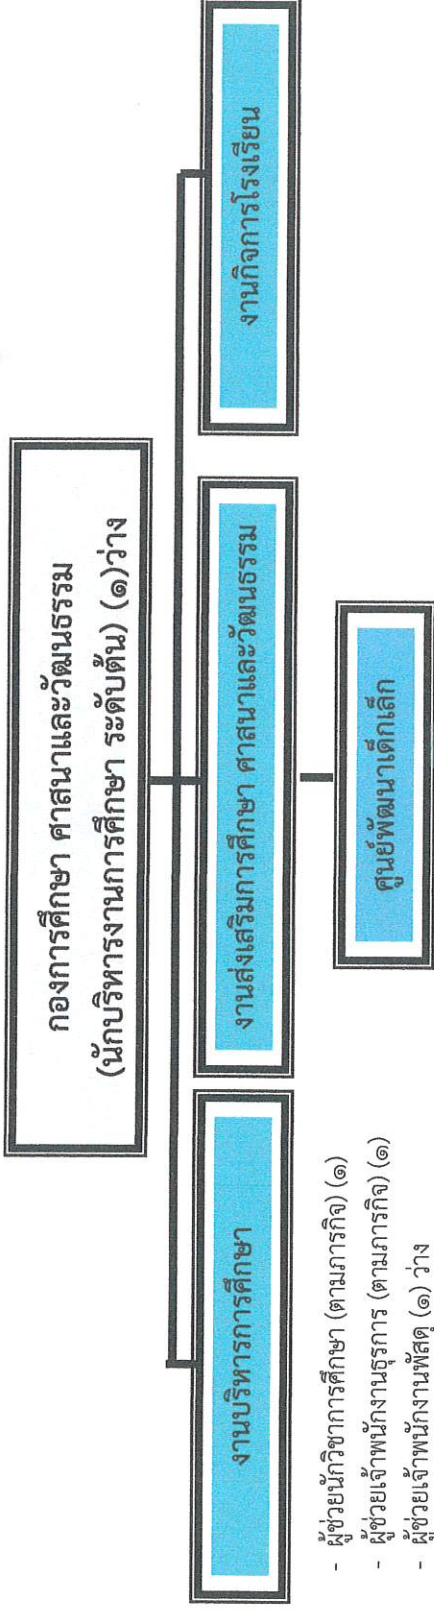 กองการศึกษา ศาสนาและวัฒนธรรม
(นักบริหารงานการศึกษา ระดับต้น) (๑)ว่าง
งานบริหารการศึกษา
งานส่งเสริมการศึกษา ศาสนาและวัฒนธรรม
งานกิจการโรงเรียน
ศูนย์พัฒนาเด็กเล็ก
- ผู้ช่วยนักวิชาการศึกษา (ตามภารกิจ) (๑)
- ผู้ช่วยเจ้าพนักงานธุรการ (ตามภารกิจ) (๑)
- ผู้ช่วยเจ้าพนักงานพัสดุ (๑) ว่าง